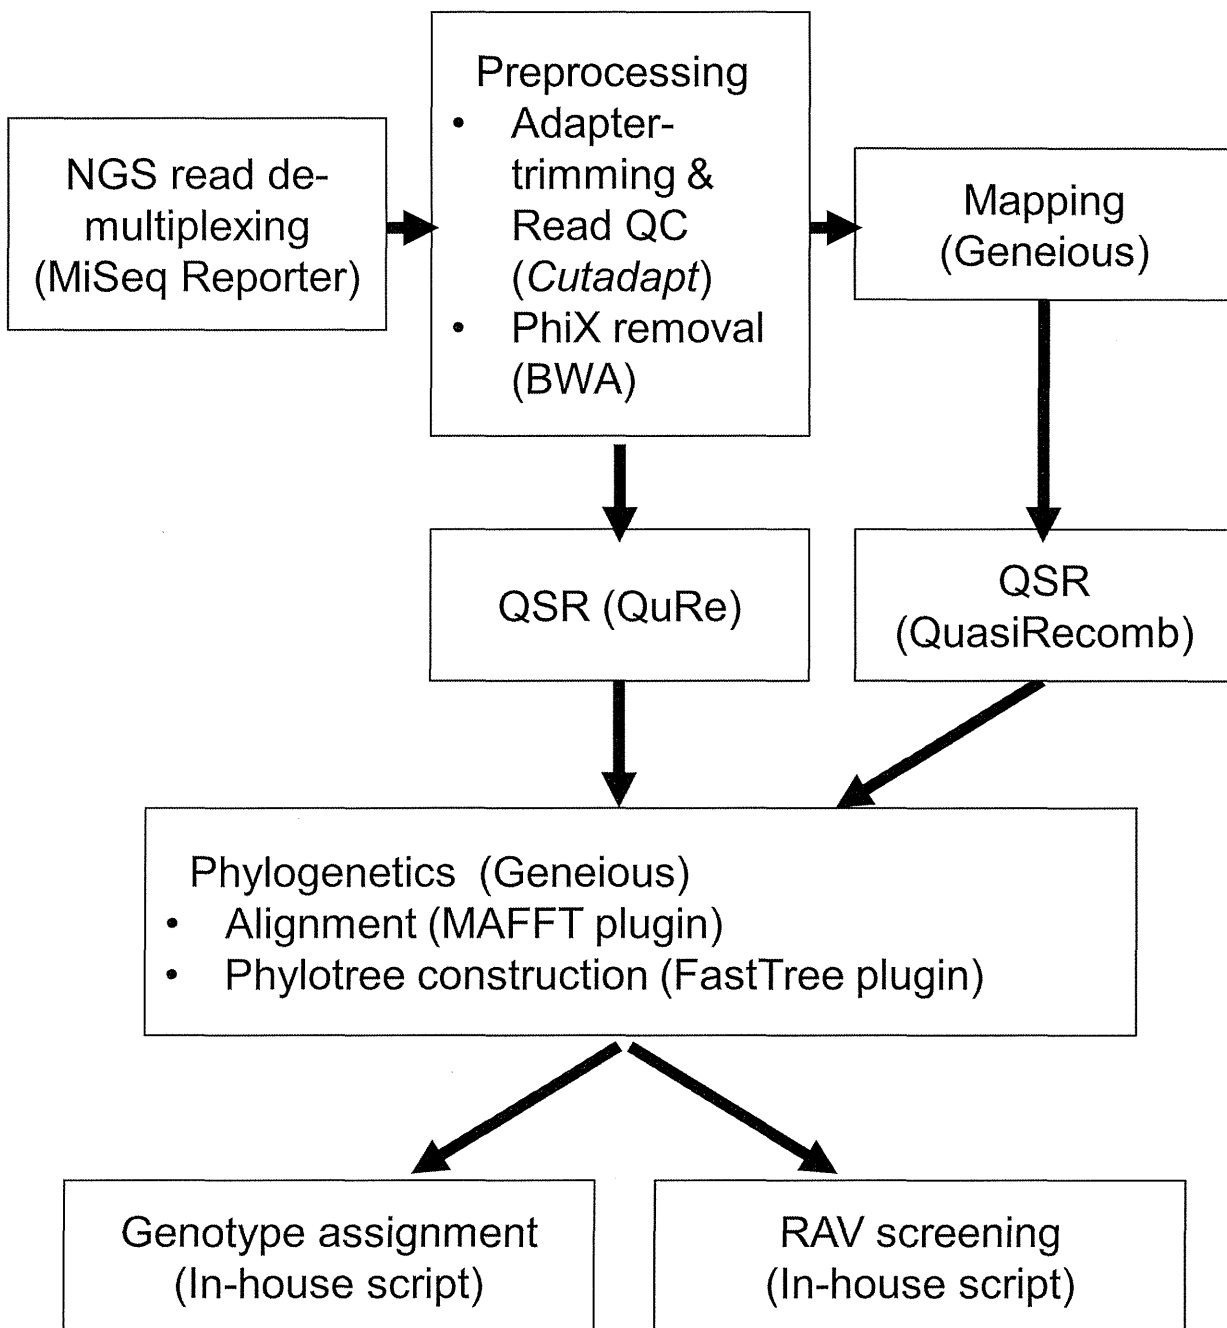 NGS read de-
multiplexing
(MiSeq Reporter)
Preprocessing
• Adapter-
trimming &
Read QC
(Cutadapt)
• PhiX removal
(BWA)
Mapping
(Geneious)
QSR (QuRe)
QSR
(QuasiRecomb)
Phylogenetics (Geneious)
• Alignment (MAFFT plugin)
• Phylotree construction (FastTree plugin)
Genotype assignment
(In-house script)
RAV screening
(In-house script)